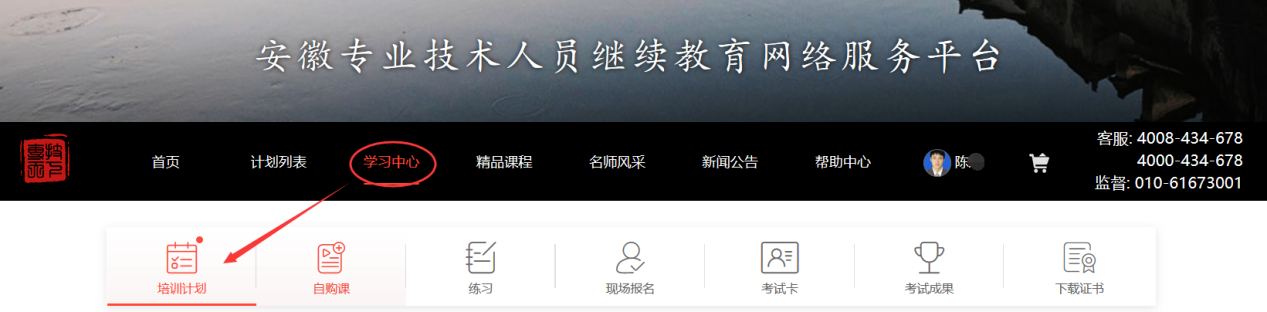 安徽专业技术人员继续教育网络服务平台
首页
计划列表
学习中心
精品课程
名师风采
新闻公告
帮助中心
陈
客服: 4008-434-678
4000-434-678
监督: 010-61673001
培训计划
自购课
练习
现场报名
考试卡
考试成果
下载证书